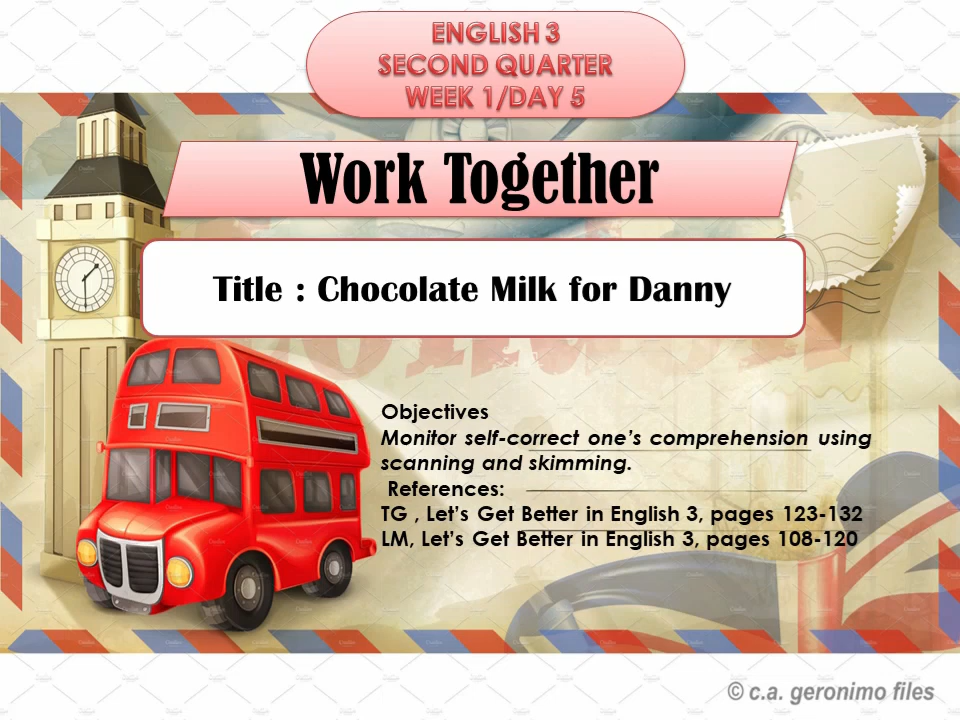 ENGLISH 3
SECOND QUARTER
WEEK 1/DAY 5
Work Together
Title : Chocolate Milk for Danny
Objectives
Monitor self-correct one’s comprehension using
scanning and skimming.
References:
TG , Let’s Get Better in English 3, pages 123-132
LM, Let’s Get Better in English 3, pages 108-120
© c.a. geronimo files